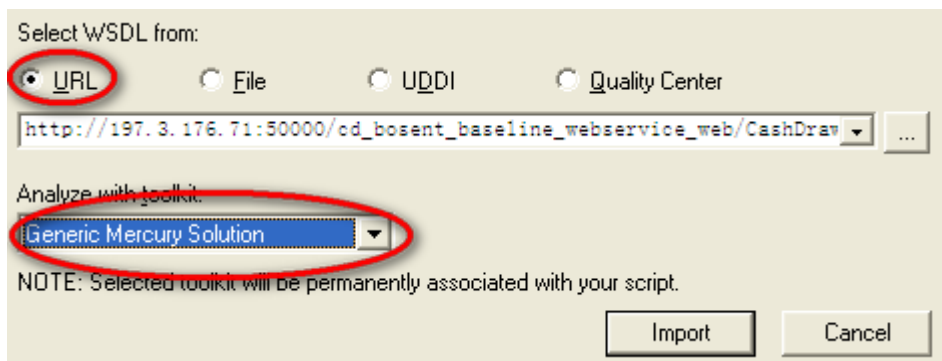 Select WSDL from:
URL File UDDI Quality Center
http://197.3.176.71:50000/cd_bosent_baseline_webservice_web/CashDraw ...
Analyze with toolkit:
Generic Mercury Solution
NOTE: Selected toolkit will be permanently associated with your script.
Import Cancel